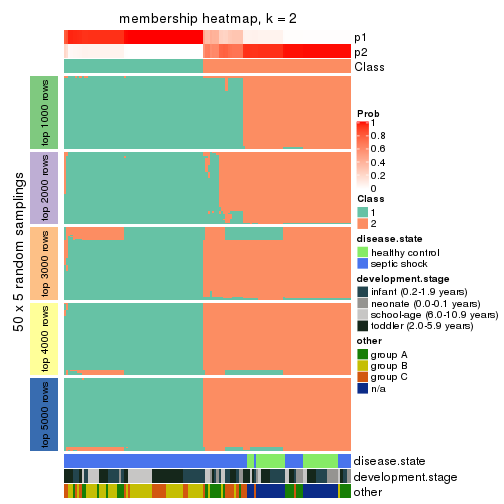 membership heatmap, k = 2
p1
p2
Class
50 x 5 random samplings
top 1000 rows
top 2000 rows
top 3000 rows
top 4000 rows
top 5000 rows
disease.state
development.stage
other
Prob
1
0.8
0.6
0.4
0.2
0
Class
1
2
disease.state
healthy control
septic shock
development.stage
infant (0.2-1.9 years)
neonate (0.0-0.1 years)
school-age (6.0-10.9 years)
toddler (2.0-5.9 years)
other
group A
group B
group C
n/a